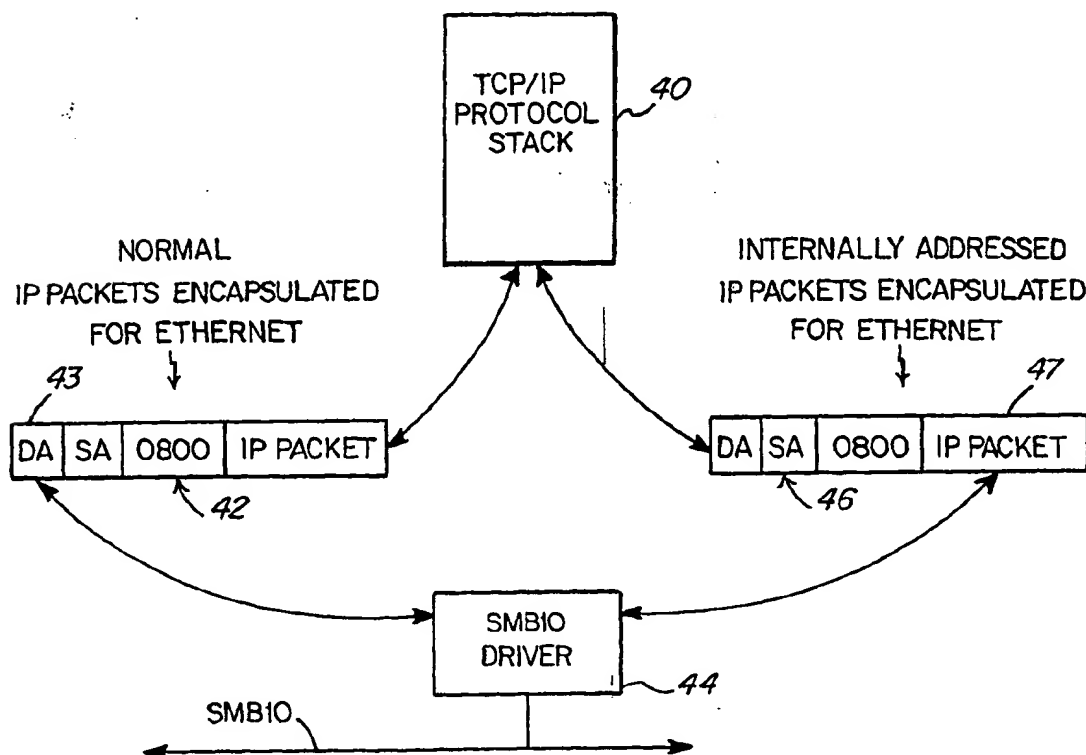 TCP/IP
PROTOCOL
STACK
40
NORMAL
IP PACKETS ENCAPSULATED
FOR ETHERNET
INTERNALLY ADDRESSED
IP PACKETS ENCAPSULATED
FOR ETHERNET
43
47
DA SA 0800 IP PACKET
DA SA 0800 IP PACKET
42
46
SMB10
DRIVER
44
SMB10